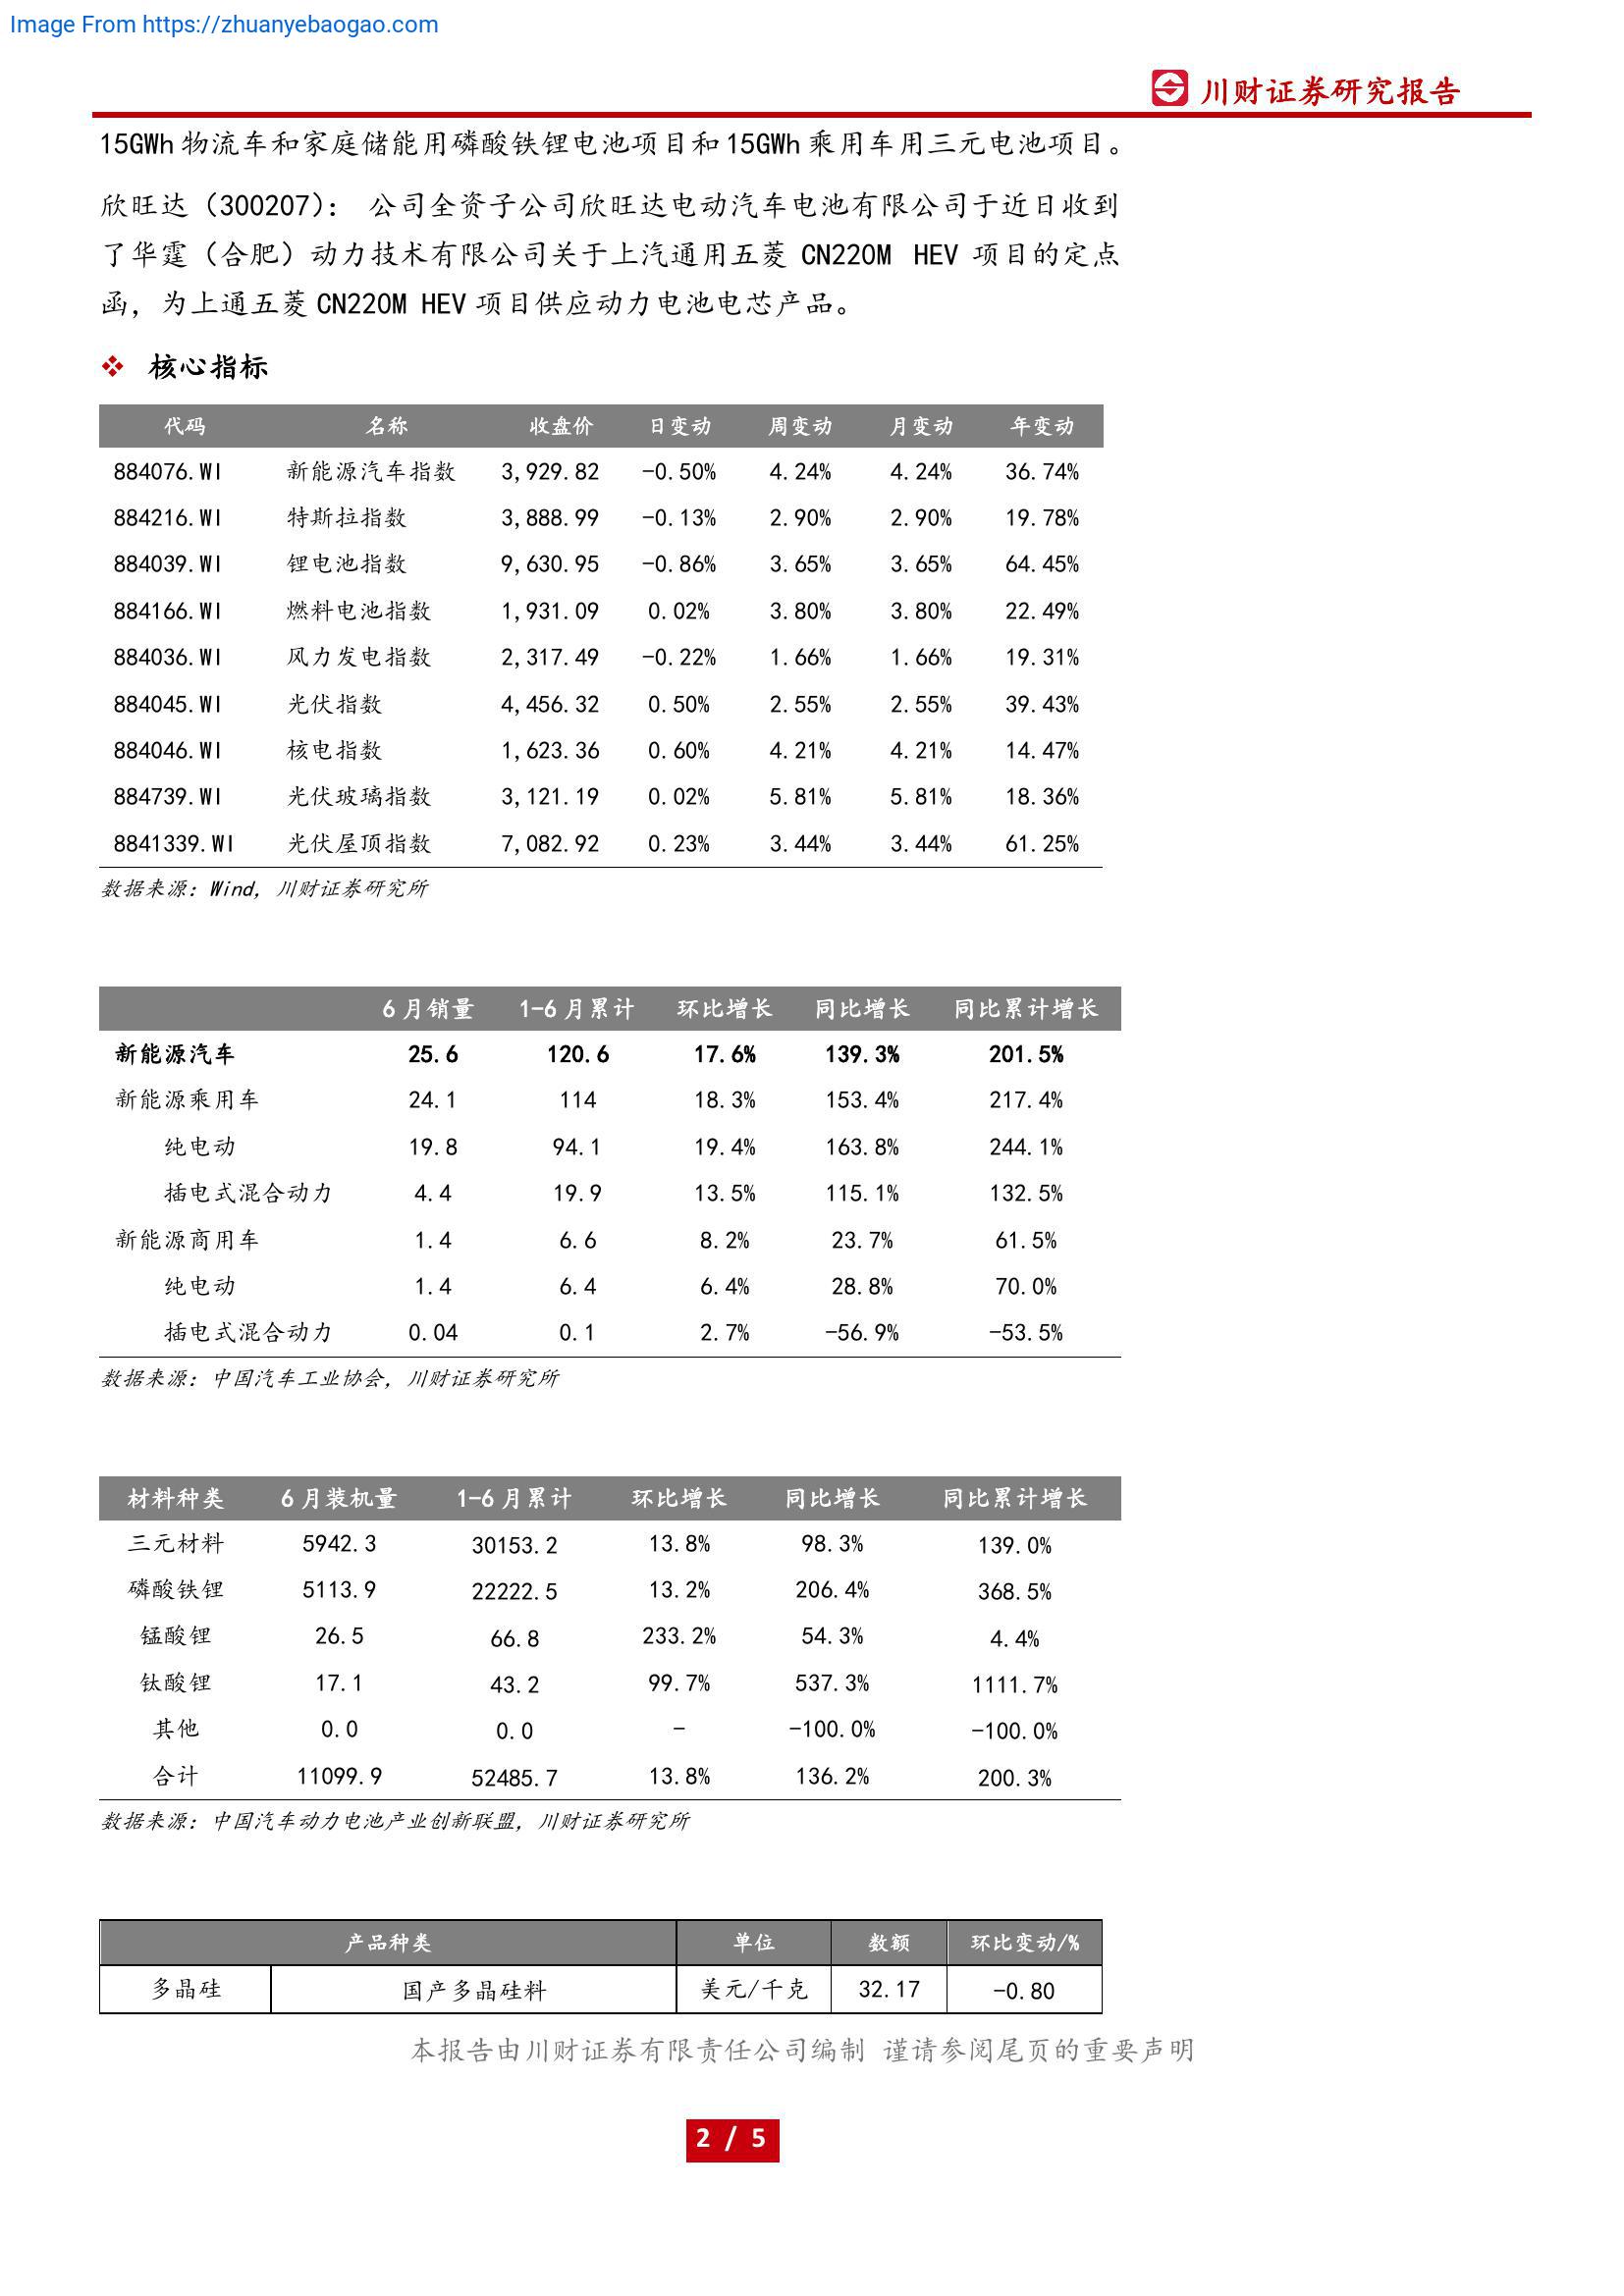 Image From https://zhuanyebaogao.com
川财证券研究报告
15GWh 物流车和家庭储能用磷酸铁锂电池项目和 15GWh 乘用车用三元电池项目。
欣旺达（300207）： 公司全资子公司欣旺达电动汽车电池有限公司于近日收到
了华霆（合肥）动力技术有限公司关于上汽通用五菱 CN220M HEV 项目的定点
函，为上通五菱 CN220M HEV 项目供应动力电池电芯产品。
❖ 核心指标
代码 名称 收盘价 日变动 周变动 月变动 年变动
884076.WI 新能源汽车指数 3,929.82 -0.50% 4.24% 4.24% 36.74%
884216.WI 特斯拉指数 3,888.99 -0.13% 2.90% 2.90% 19.78%
884039.WI 锂电池指数 9,630.95 -0.86% 3.65% 3.65% 64.45%
884166.WI 燃料电池指数 1,931.09 0.02% 3.80% 3.80% 22.49%
884036.WI 风力发电指数 2,317.49 -0.22% 1.66% 1.66% 19.31%
884045.WI 光伏指数 4,456.32 0.50% 2.55% 2.55% 39.43%
884046.WI 核电指数 1,623.36 0.60% 4.21% 4.21% 14.47%
884739.WI 光伏玻璃指数 3,121.19 0.02% 5.81% 5.81% 18.36%
8841339.WI 光伏屋顶指数 7,082.92 0.23% 3.44% 3.44% 61.25%
数据来源：Wind，川财证券研究所
6 月销量 1-6 月累计 环比增长 同比增长 同比累计增长
新能源汽车 25.6 120.6 17.6% 139.3% 201.5%
新能源乘用车 24.1 114 18.3% 153.4% 217.4%
纯电动 19.8 94.1 19.4% 163.8% 244.1%
插电式混合动力 4.4 19.9 13.5% 115.1% 132.5%
新能源商用车 1.4 6.6 8.2% 23.7% 61.5%
纯电动 1.4 6.4 6.4% 28.8% 70.0%
插电式混合动力 0.04 0.1 2.7% -56.9% -53.5%
数据来源：中国汽车工业协会，川财证券研究所
材料种类 6 月装机量 1-6 月累计 环比增长 同比增长 同比累计增长
三元材料 5942.3 30153.2 13.8% 98.3% 139.0%
磷酸铁锂 5113.9 22222.5 13.2% 206.4% 368.5%
锰酸锂 26.5 66.8 233.2% 54.3% 4.4%
钛酸锂 17.1 43.2 99.7% 537.3% 1111.7%
其他 0.0 0.0 - -100.0% -100.0%
合计 11099.9 52485.7 13.8% 136.2% 200.3%
数据来源：中国汽车动力电池产业创新联盟，川财证券研究所
产品种类 单位 数额 环比变动/%
多晶硅 国产多晶硅料 美元/千克 32.17 -0.80
本报告由川财证券有限责任公司编制 谨请参阅尾页的重要声明
2 / 5